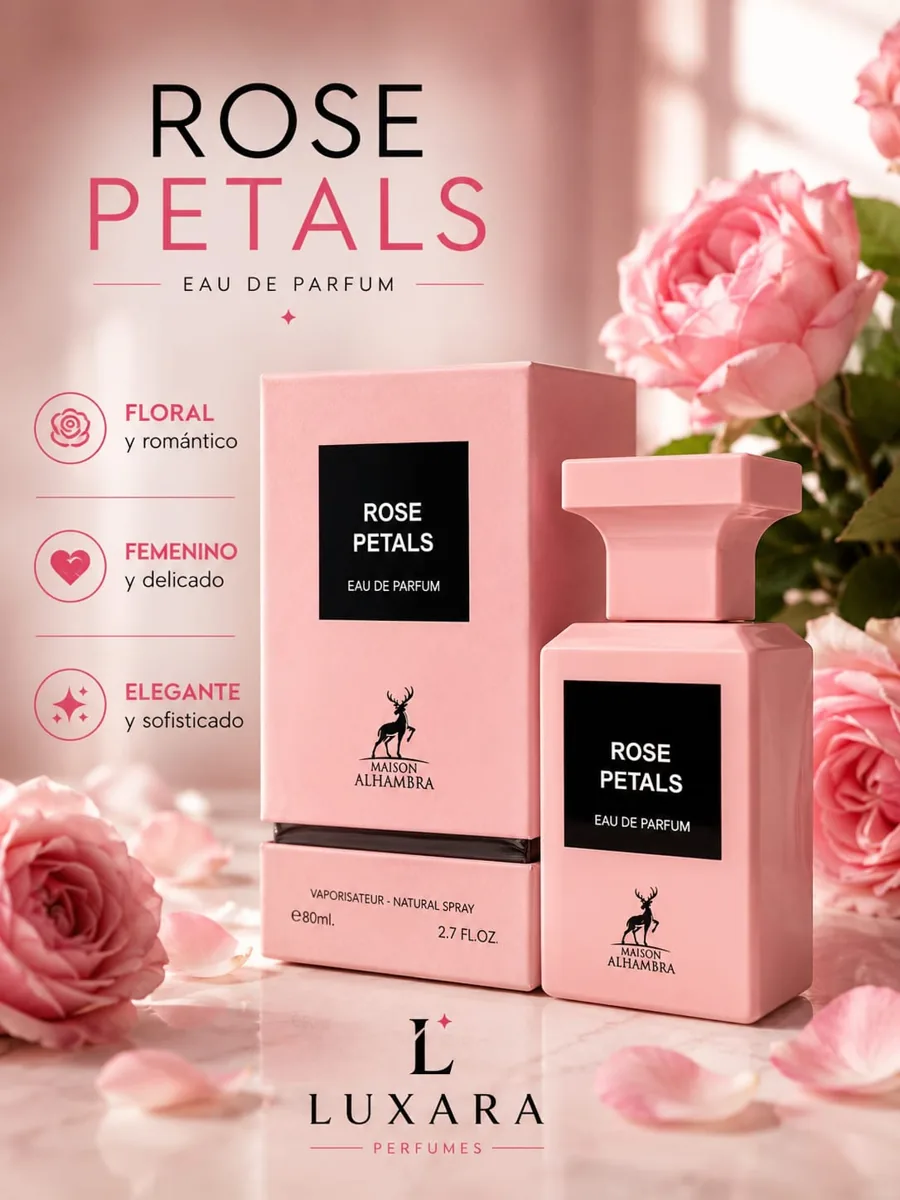 ROSE
PETALS
EAU DE PARFUM
FLORAL
y romántico
FEMENINO
y delicado
ELEGANTE
y sofisticado
ROSE
PETALS
EAU DE PARFUM
MAISON
ALHAMBRA
VAPORISATEUR - NATURAL SPRAY
℮80ml.
2.7 FL.OZ.
ROSE
PETALS
EAU DE PARFUM
MAISON
ALHAMBRA
L
LUXARA
PERFUMES